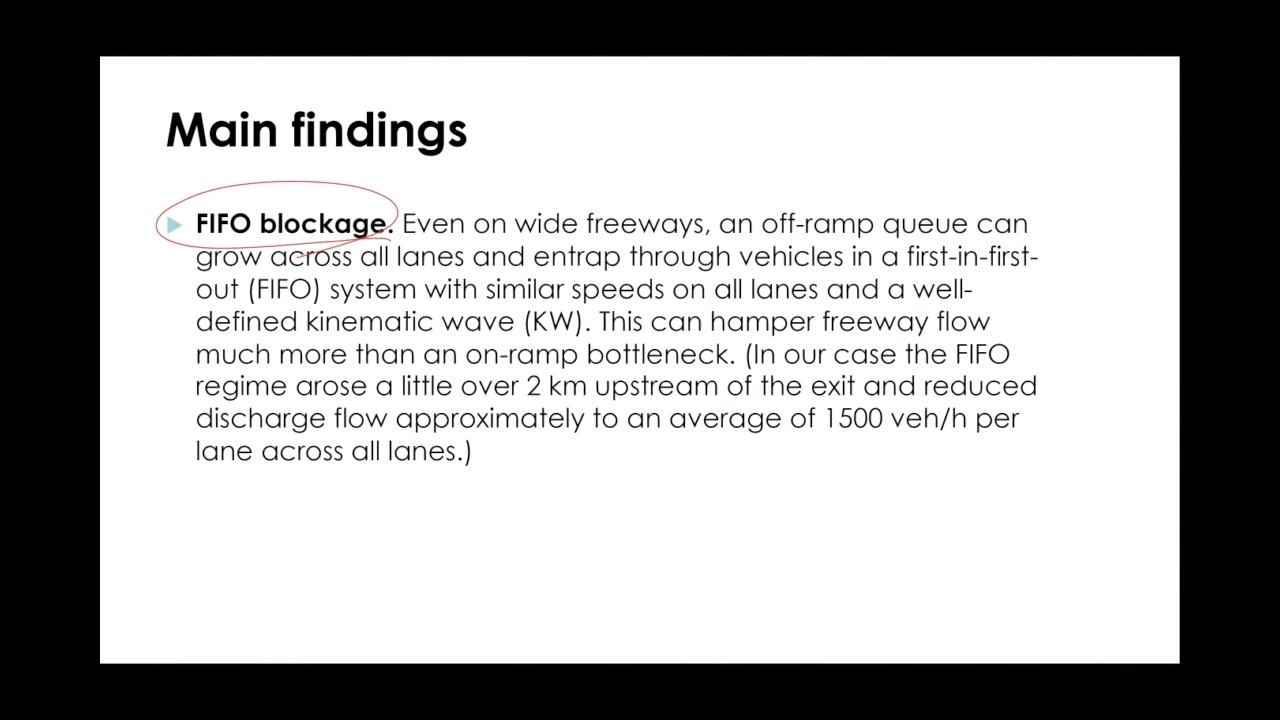 Main findings
FIFO blockage. Even on wide freeways, an off-ramp queue can
grow across all lanes and entrap through vehicles in a first-in-first-
out (FIFO) system with similar speeds on all lanes and a well-
defined kinematic wave (KW). This can hamper freeway flow
much more than an on-ramp bottleneck. (In our case the FIFO
regime arose a little over 2 km upstream of the exit and reduced
discharge flow approximately to an average of 1500 veh/h per
lane across all lanes.)